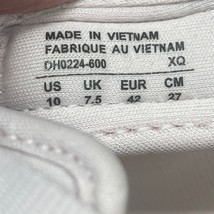 MADE IN VIETNAM
FABRIQUE AU VIETNAM
DH0224-600 XQ
US UK EUR CM
10 7.5 42 27